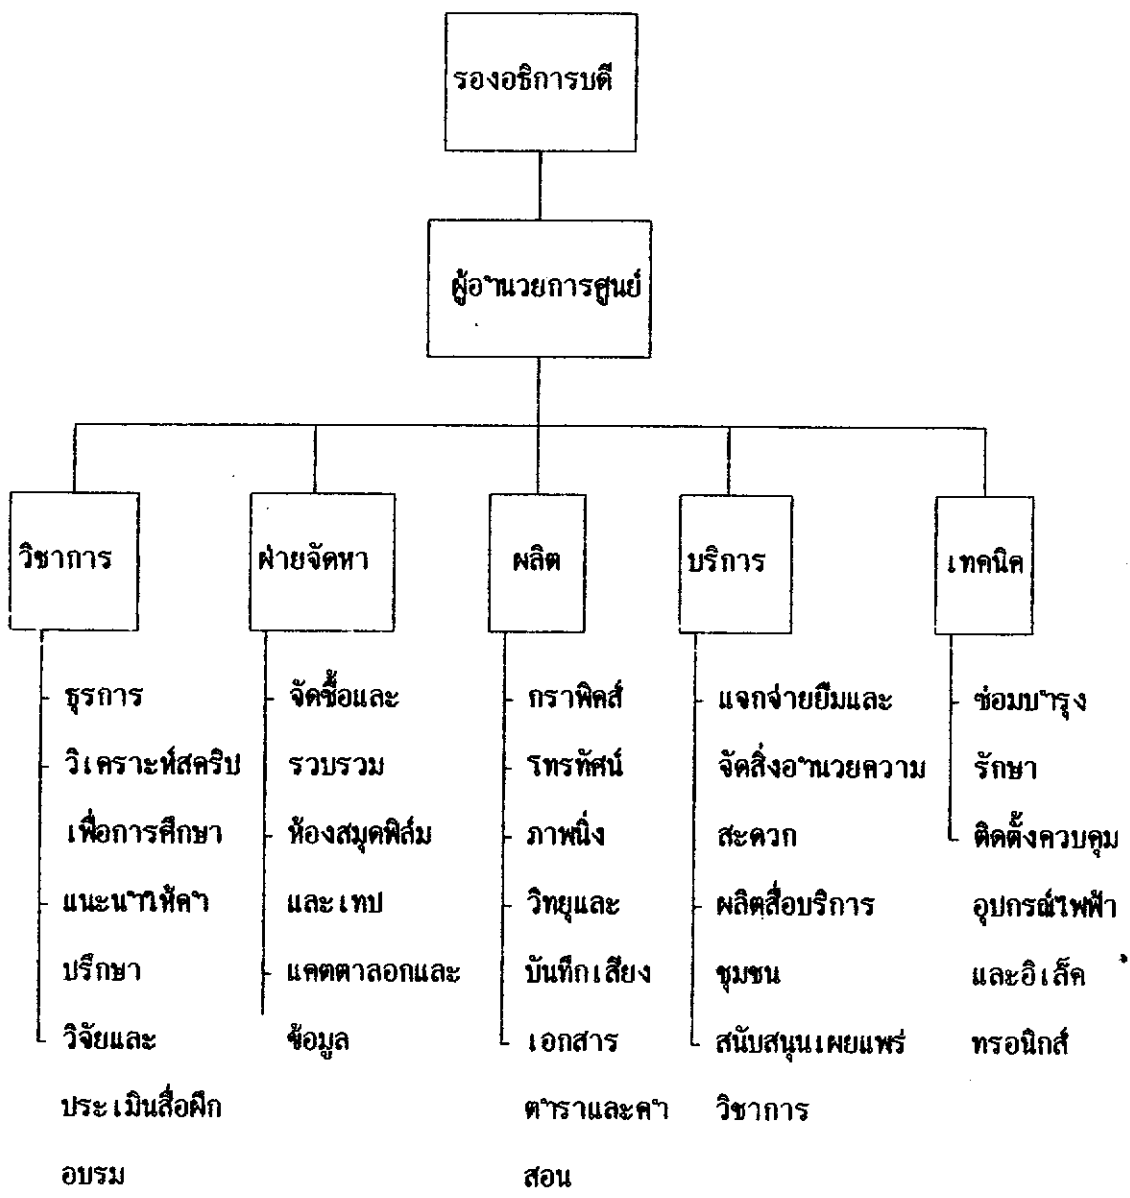 รองอธิการบดี
ผู้อำนวยการศูนย์
วิชาการ
ฝ่ายจัดหา
ผลิต
บริการ
เทคนิค
- ธุรการ
- วิเคราะห์สคริป
เพื่อการศึกษา
- แนะนำให้คำ
ปรึกษา
- วิจัยและ
ประเมินสื่อฝึก
อบรม
- จัดซื้อและ
รวบรวม
- ห้องสมุดฟิล์ม
และเทป
- แคตตาลอกและ
ข้อมูล
- กราฟิคส์
- โทรทัศน์
- ภาพนิ่ง
- วิทยุและ
บันทึกเสียง
- เอกสาร
ตำราและคำ
สอน
- แจกจ่ายยืมและ
จัดสิ่งอำนวยความ
สะดวก
- ผลิตสื่อบริการ
ชุมชน
- สนับสนุนเผยแพร่
วิชาการ
- ซ่อมบำรุง
รักษา
- ติดตั้งควบคุม
อุปกรณ์ไฟฟ้า
และอิเล็ค
ทรอนิกส์